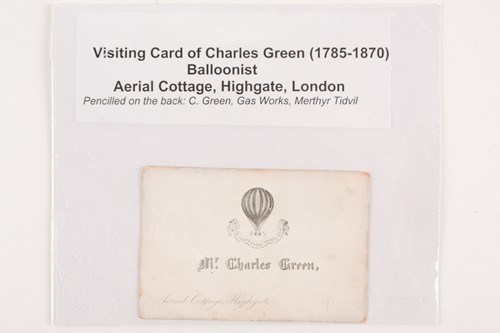 Visiting Card of Charles Green (1785-1870)
Balloonist
Aerial Cottage, Highgate, London
Pencilled on the back: C. Green, Gas Works, Merthyr Tidvil
Mr. Charles Green,
Aerial Cottage, Highgate